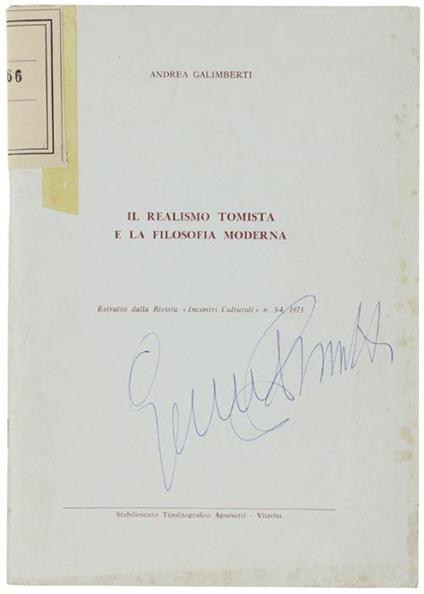 66
ANDREA GALIMBERTI
IL REALISMO TOMISTA
E LA FILOSOFIA MODERNA
Estratto dalla Rivista « Incontri Culturali » n. 3-4, 1973
Stabilimento Tipolitografico Agnesotti - Viterbo